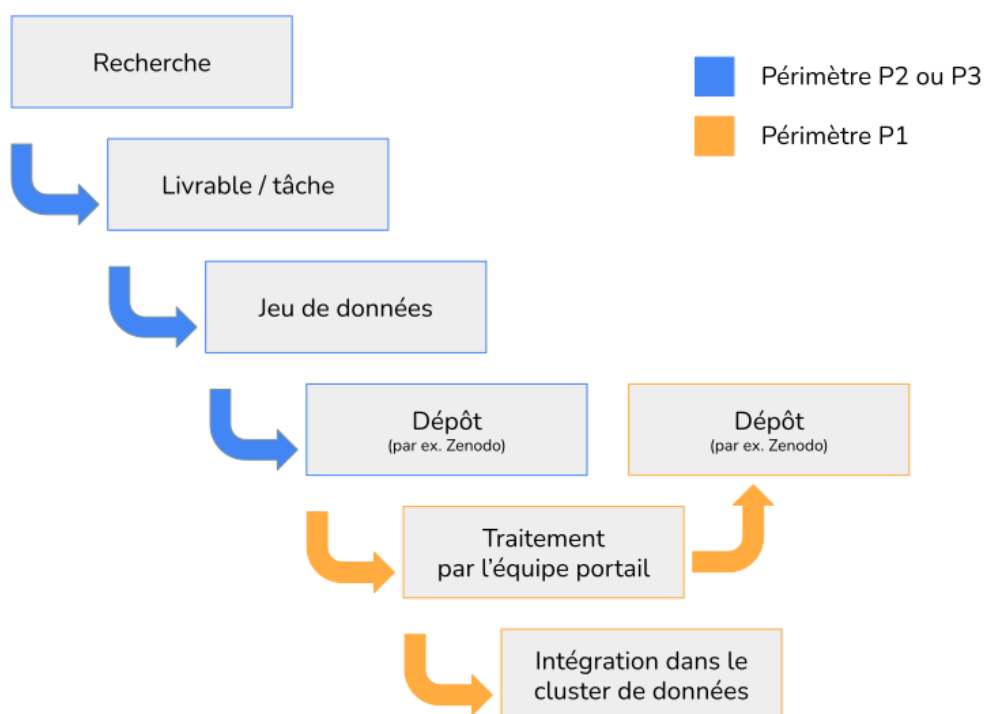 Recherche
Périmètre P2 ou P3
Périmètre P1
Livrable / tâche
Jeu de données
Dépôt
(par ex. Zenodo)
Dépôt
(par ex. Zenodo)
Traitement
par l’équipe portail
Intégration dans le
cluster de données